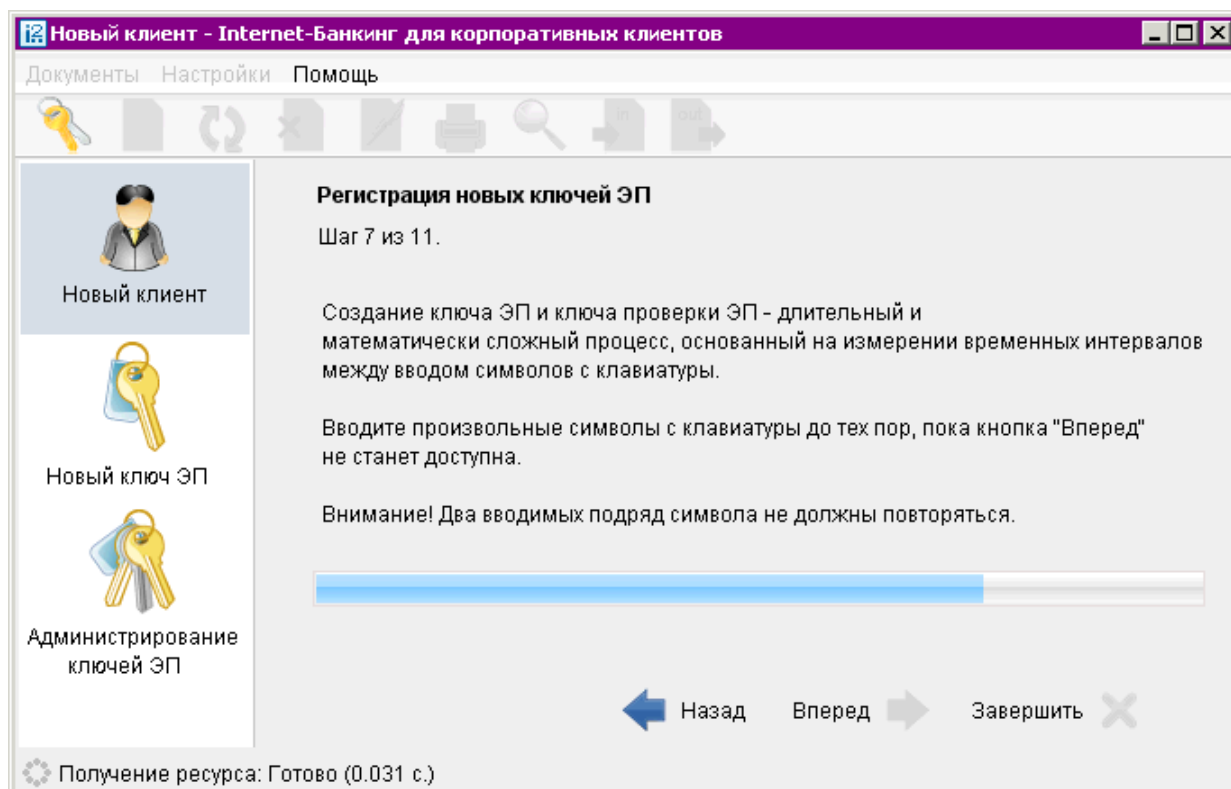 i2 Новый клиент - Internet-Банкинг для корпоративных клиентов
Документы Настройки Помощь
in out
Новый клиент
Новый ключ ЭП
Администрирование
ключей ЭП
Регистрация новых ключей ЭП
Шаг 7 из 11.
Создание ключа ЭП и ключа проверки ЭП - длительный и
математически сложный процесс, основанный на измерении временных интервалов
между вводом символов с клавиатуры.
Вводите произвольные символы с клавиатуры до тех пор, пока кнопка "Вперед"
не станет доступна.
Внимание! Два вводимых подряд символа не должны повторяться.
Назад Вперед Завершить
Получение ресурса: Готово (0.031 с.)